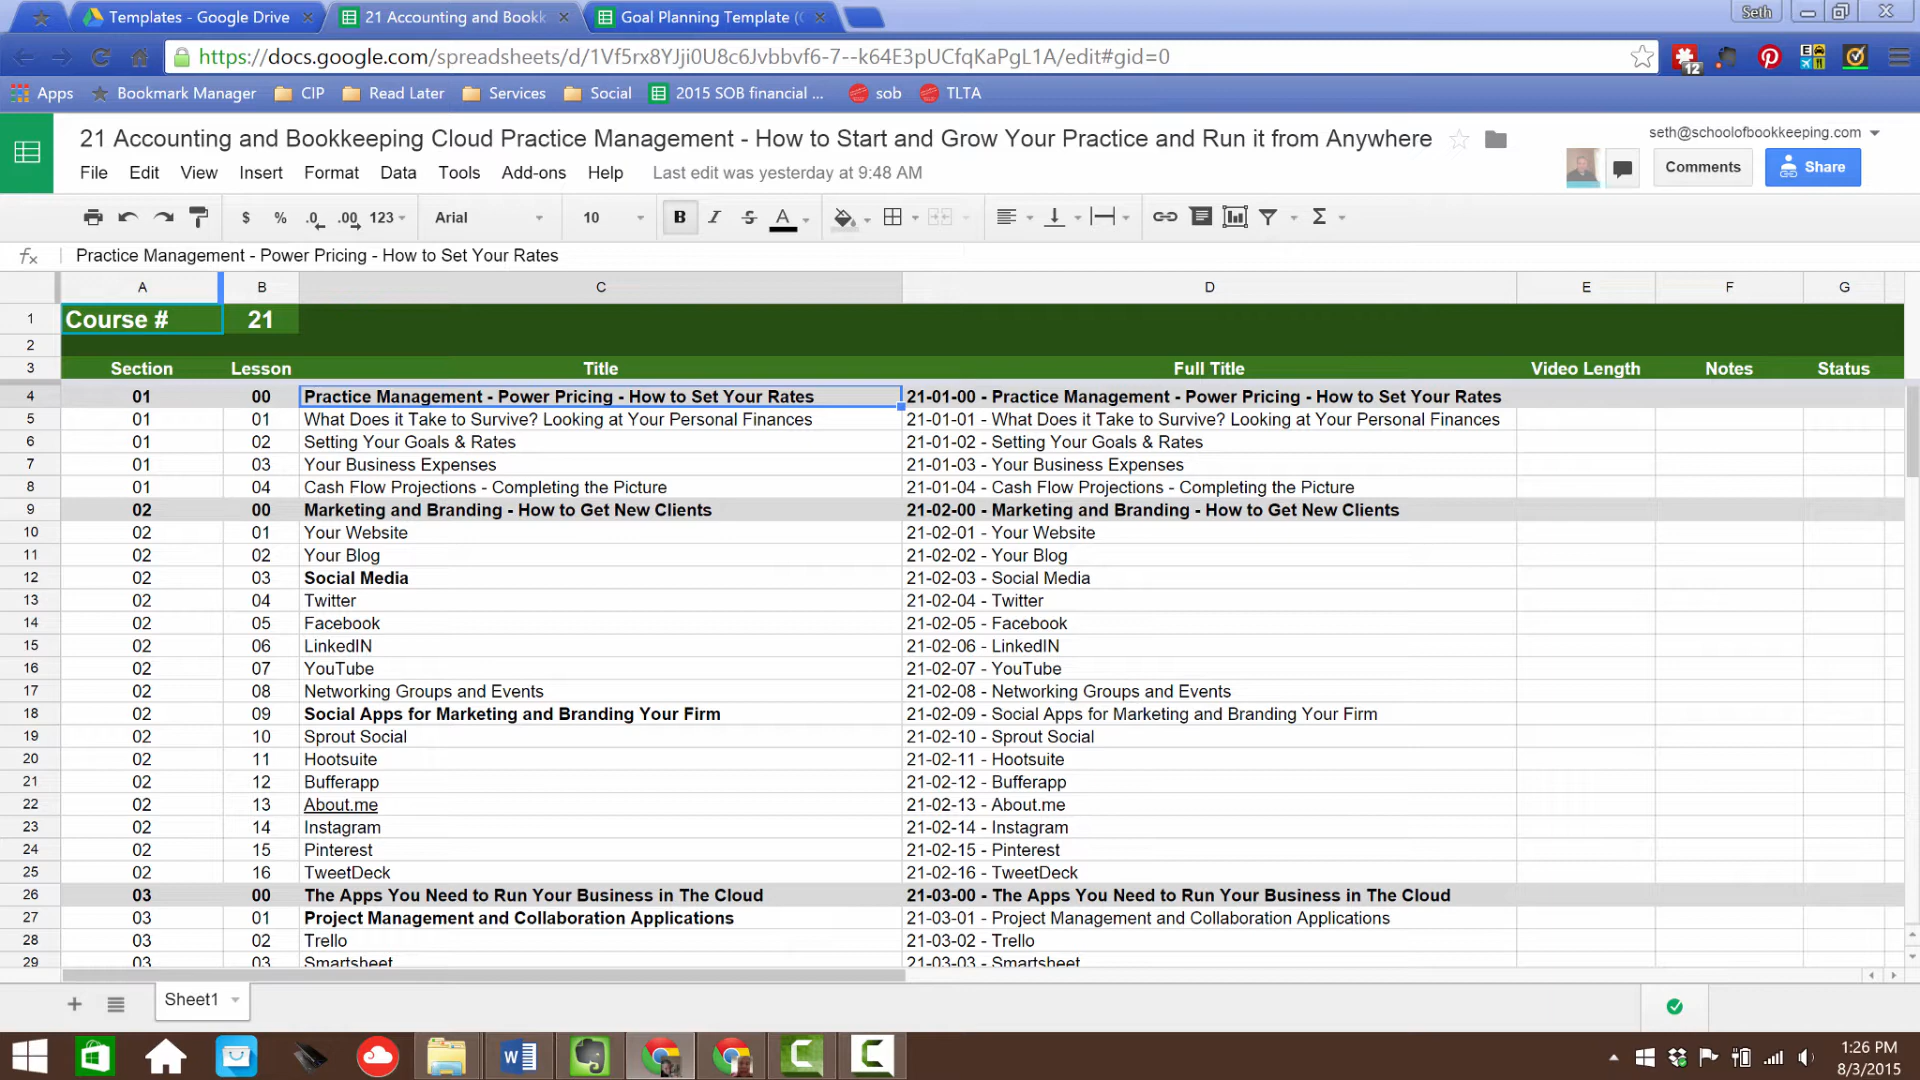 Templates - Google Drive
21 Accounting and Bookk
Goal Planning Template (
Seth
https://docs.google.com/spreadsheets/d/1Vf5rx8YJji0U8c6Jvbbvf6-7--k64E3pUCfqKaPgL1A/edit#gid=0
12
Apps Bookmark Manager CIP Read Later Services Social 2015 SOB financial ... sob TLTA
21 Accounting and Bookkeeping Cloud Practice Management - How to Start and Grow Your Practice and Run it from Anywhere
seth@schoolofbookkeeping.com
File Edit View Insert Format Data Tools Add-ons Help Last edit was yesterday at 9:48 AM
Comments Share
$ % .0 .00 123 Arial 10 B I S A Σ
fx Practice Management - Power Pricing - How to Set Your Rates
A B C D E F G
1 Course # 21
2
3 Section Lesson Title Full Title Video Length Notes Status
4 01 00 Practice Management - Power Pricing - How to Set Your Rates 21-01-00 - Practice Management - Power Pricing - How to Set Your Rates
5 01 01 What Does it Take to Survive? Looking at Your Personal Finances 21-01-01 - What Does it Take to Survive? Looking at Your Personal Finances
6 01 02 Setting Your Goals & Rates 21-01-02 - Setting Your Goals & Rates
7 01 03 Your Business Expenses 21-01-03 - Your Business Expenses
8 01 04 Cash Flow Projections - Completing the Picture 21-01-04 - Cash Flow Projections - Completing the Picture
9 02 00 Marketing and Branding - How to Get New Clients 21-02-00 - Marketing and Branding - How to Get New Clients
10 02 01 Your Website 21-02-01 - Your Website
11 02 02 Your Blog 21-02-02 - Your Blog
12 02 03 Social Media 21-02-03 - Social Media
13 02 04 Twitter 21-02-04 - Twitter
14 02 05 Facebook 21-02-05 - Facebook
15 02 06 LinkedIN 21-02-06 - LinkedIN
16 02 07 YouTube 21-02-07 - YouTube
17 02 08 Networking Groups and Events 21-02-08 - Networking Groups and Events
18 02 09 Social Apps for Marketing and Branding Your Firm 21-02-09 - Social Apps for Marketing and Branding Your Firm
19 02 10 Sprout Social 21-02-10 - Sprout Social
20 02 11 Hootsuite 21-02-11 - Hootsuite
21 02 12 Bufferapp 21-02-12 - Bufferapp
22 02 13 About.me 21-02-13 - About.me
23 02 14 Instagram 21-02-14 - Instagram
24 02 15 Pinterest 21-02-15 - Pinterest
25 02 16 TweetDeck 21-02-16 - TweetDeck
26 03 00 The Apps You Need to Run Your Business in The Cloud 21-03-00 - The Apps You Need to Run Your Business in The Cloud
27 03 01 Project Management and Collaboration Applications 21-03-01 - Project Management and Collaboration Applications
28 03 02 Trello 21-03-02 - Trello
29 03 03 Smartsheet 21-03-03 - Smartsheet
Sheet1
1:26 PM
8/3/2015